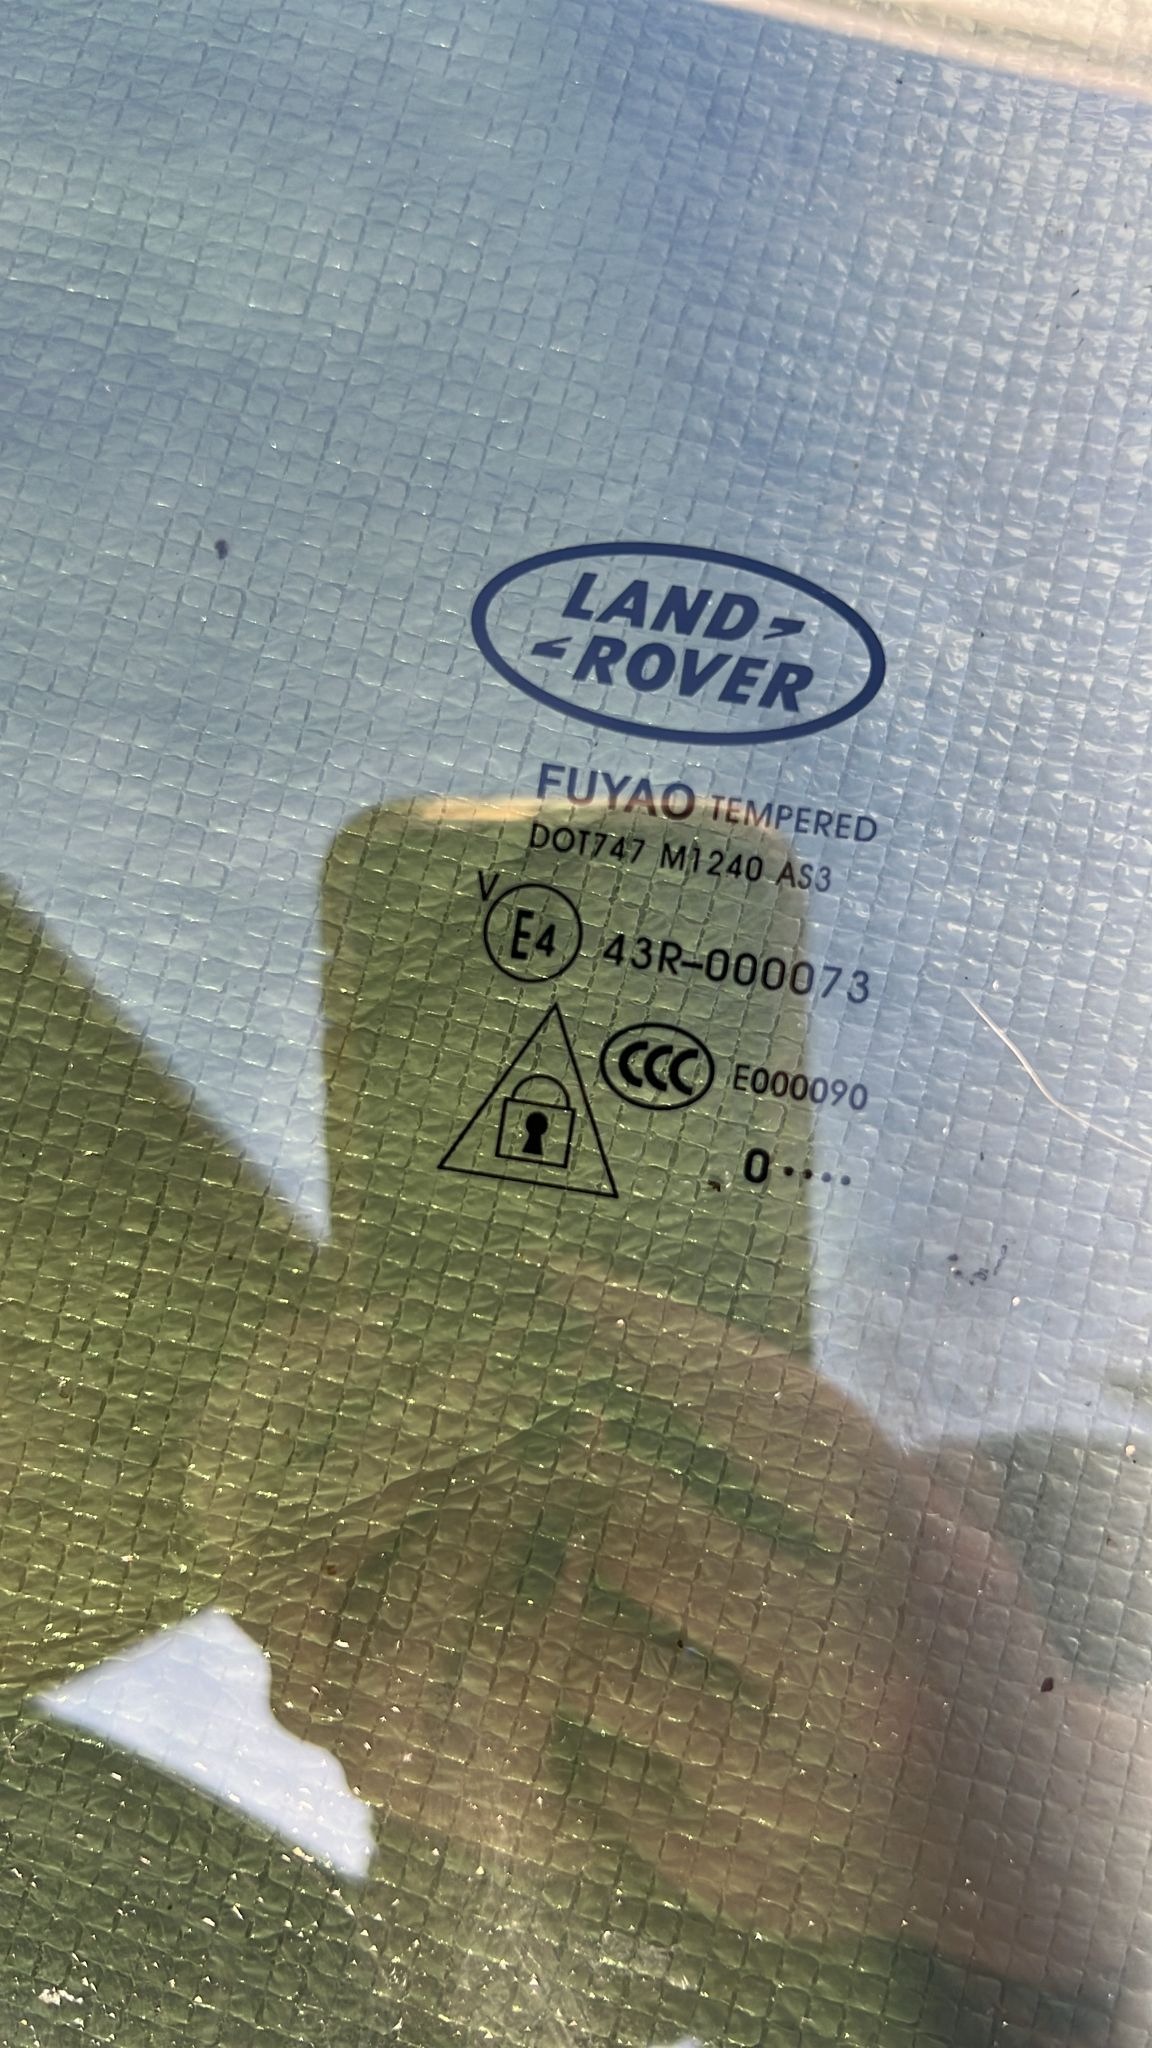 LAND
ROVER
FUYAO TEMPERED
DOT747 M1240 AS3
V
E4 43R-000073
CCC E000090
0····